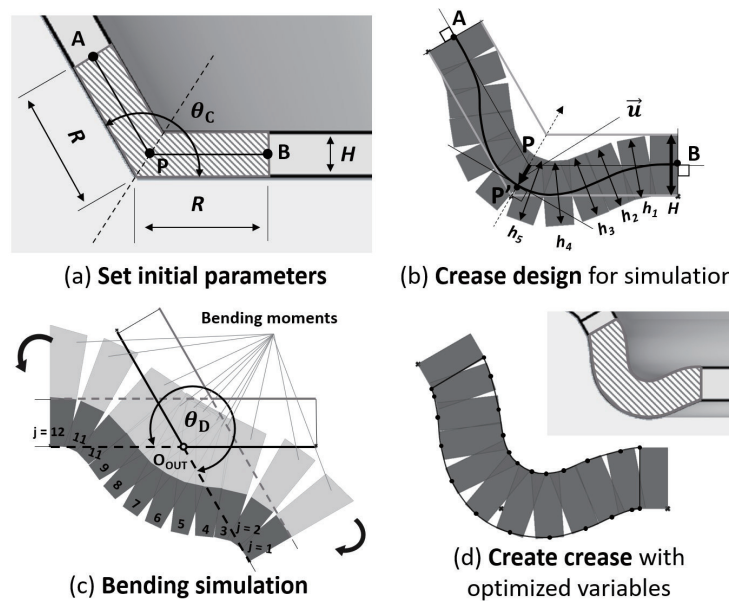 A
θC
R
P
B
H
R
(a) Set initial parameters
A
u
P
B
P'
h5
h4
h3
h2
h1
H
(b) Crease design for simulation
Bending moments
θD
OOUT
j = 12
11
11
9
8
7
6
5
4
3
j=2
j=1
(c) Bending simulation
(d) Create crease with
optimized variables